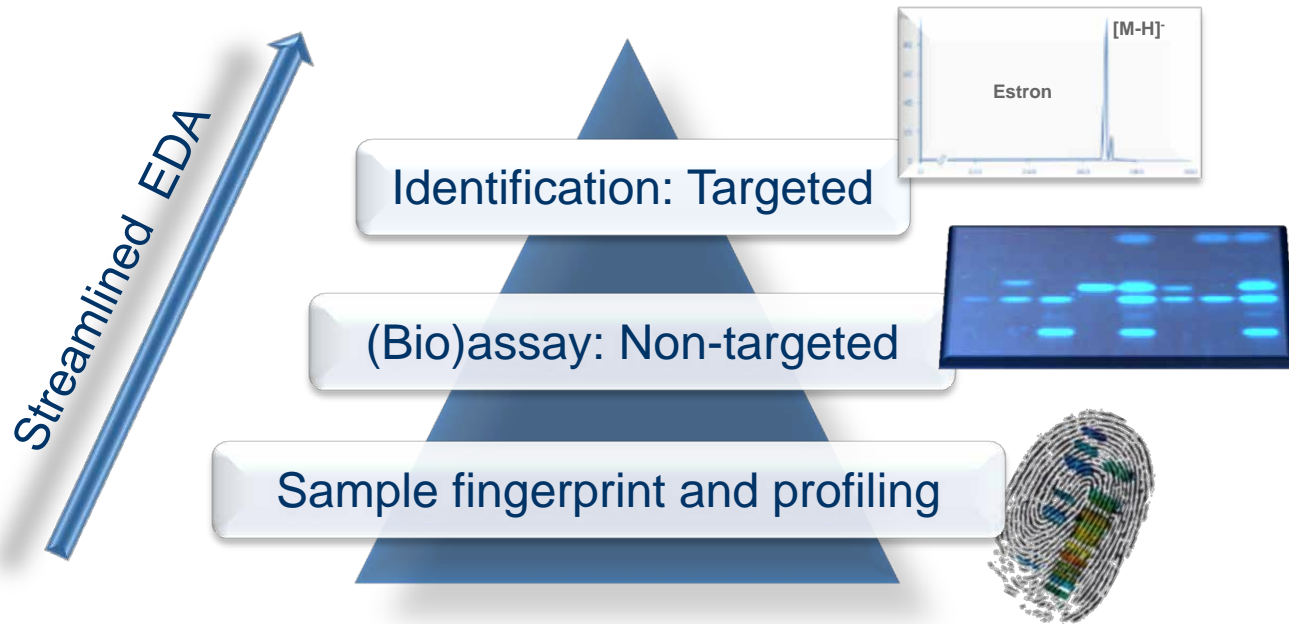 [M-H]-
Estron
Streamlined EDA
Identification: Targeted
(Bio)assay: Non-targeted
Sample fingerprint and profiling